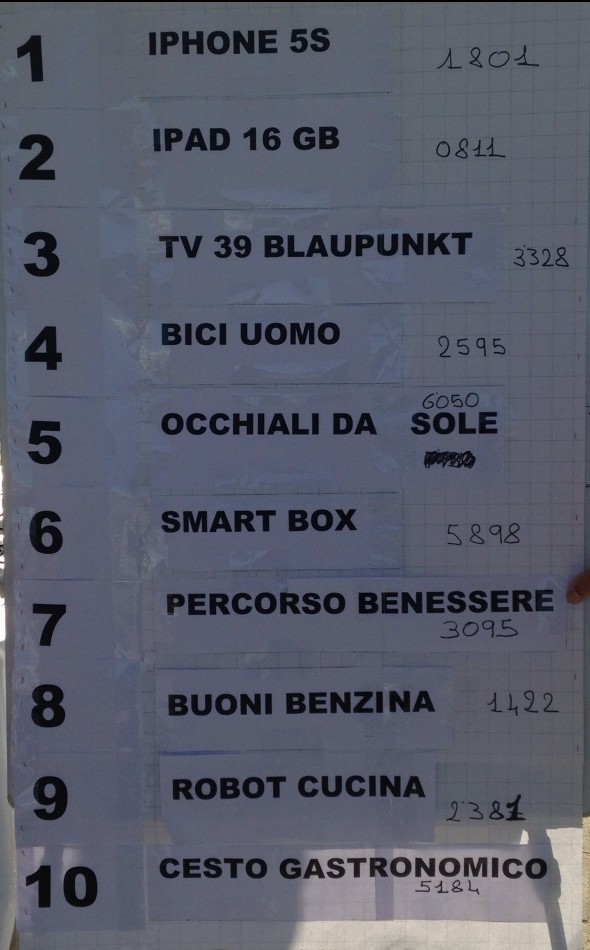 1 IPHONE 5S 1801
2 IPAD 16 GB 0811
3 TV 39 BLAUPUNKT 3328
4 BICI UOMO 2595
6050
5 OCCHIALI DA SOLE
6 SMART BOX 5898
7 PERCORSO BENESSERE
3095
8 BUONI BENZINA 1422
9 ROBOT CUCINA 2381
10 CESTO GASTRONOMICO
5184